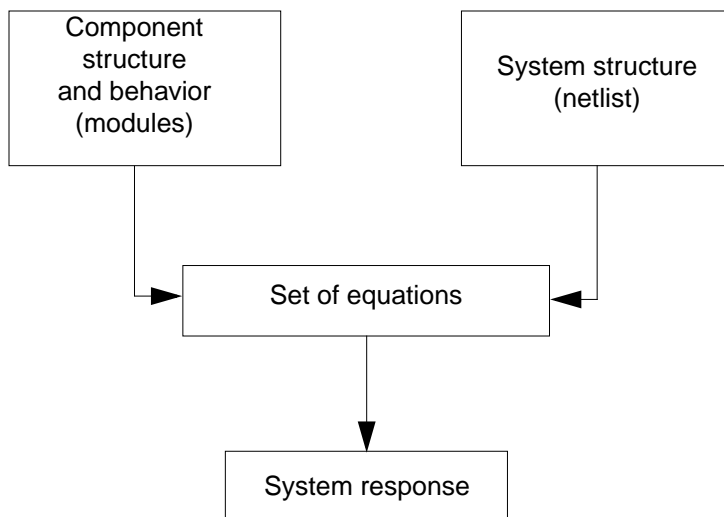 Component
structure
and behavior
(modules)
System structure
(netlist)
Set of equations
System response